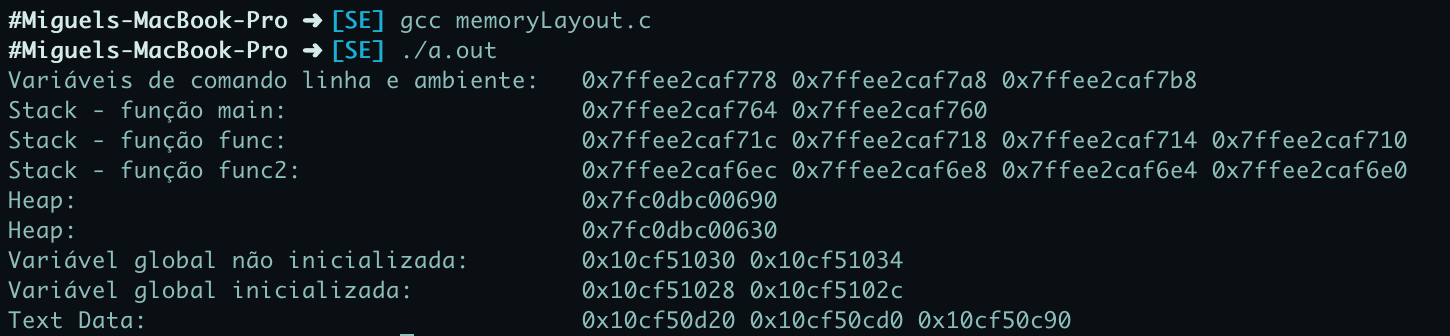 #Miguels-MacBook-Pro ➜ [SE] gcc memoryLayout.c
#Miguels-MacBook-Pro ➜ [SE] ./a.out
Variáveis de comando linha e ambiente: 0x7ffee2caf778 0x7ffee2caf7a8 0x7ffee2caf7b8
Stack - função main: 0x7ffee2caf764 0x7ffee2caf760
Stack - função func: 0x7ffee2caf71c 0x7ffee2caf718 0x7ffee2caf714 0x7ffee2caf710
Stack - função func2: 0x7ffee2caf6ec 0x7ffee2caf6e8 0x7ffee2caf6e4 0x7ffee2caf6e0
Heap: 0x7fc0dbc00690
Heap: 0x7fc0dbc00630
Variável global não inicializada: 0x10cf51030 0x10cf51034
Variável global inicializada: 0x10cf51028 0x10cf5102c
Text Data: 0x10cf50d20 0x10cf50cd0 0x10cf50c90